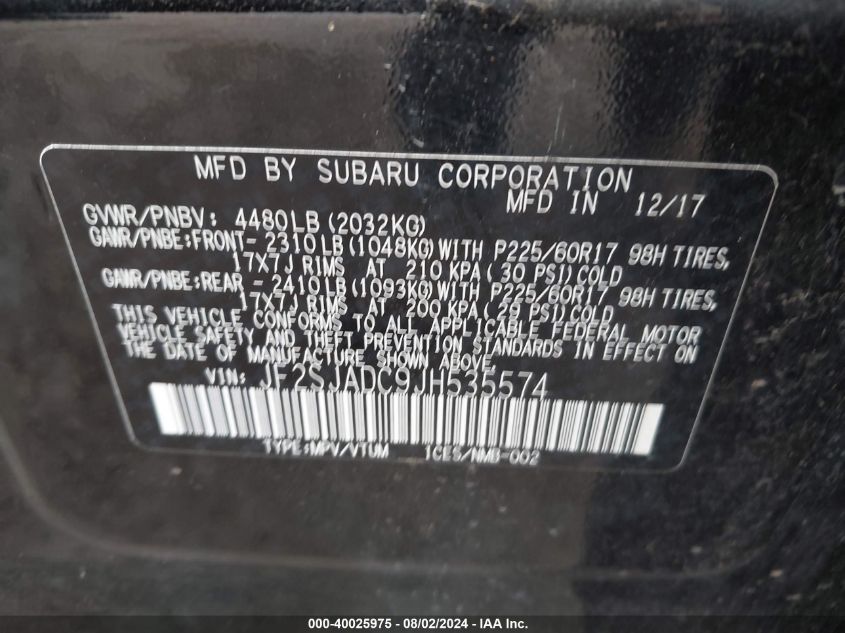 MFD BY SUBARU CORPORATION
MFD IN 12/17
GVWR/PNBV: 4480LB (2032KG)
GAWR/PNBE:FRONT- 2310LB(1048KG)WITH P225/60R17 98H TIRES,
17X7J RIMS AT 210 KPA( 30 PSI)COLD
GAWR/PNBE:REAR - 2410LB(1093KG)WITH P225/60R17 98H TIRES,
17X7J RIMS AT 200 KPA( 29 PSI)COLD
THIS VEHICLE CONFORMS TO ALL APPLICABLE FEDERAL MOTOR
VEHICLE SAFETY AND THEFT PREVENTION STANDARDS IN EFFECT ON
THE DATE OF MANUFACTURE SHOWN ABOVE.
VIN: JF2SJADC9JH535574
TYPE:MPV/VTUM ICES/NMB-002
000-40025975 - 08/02/2024 - IAA Inc.